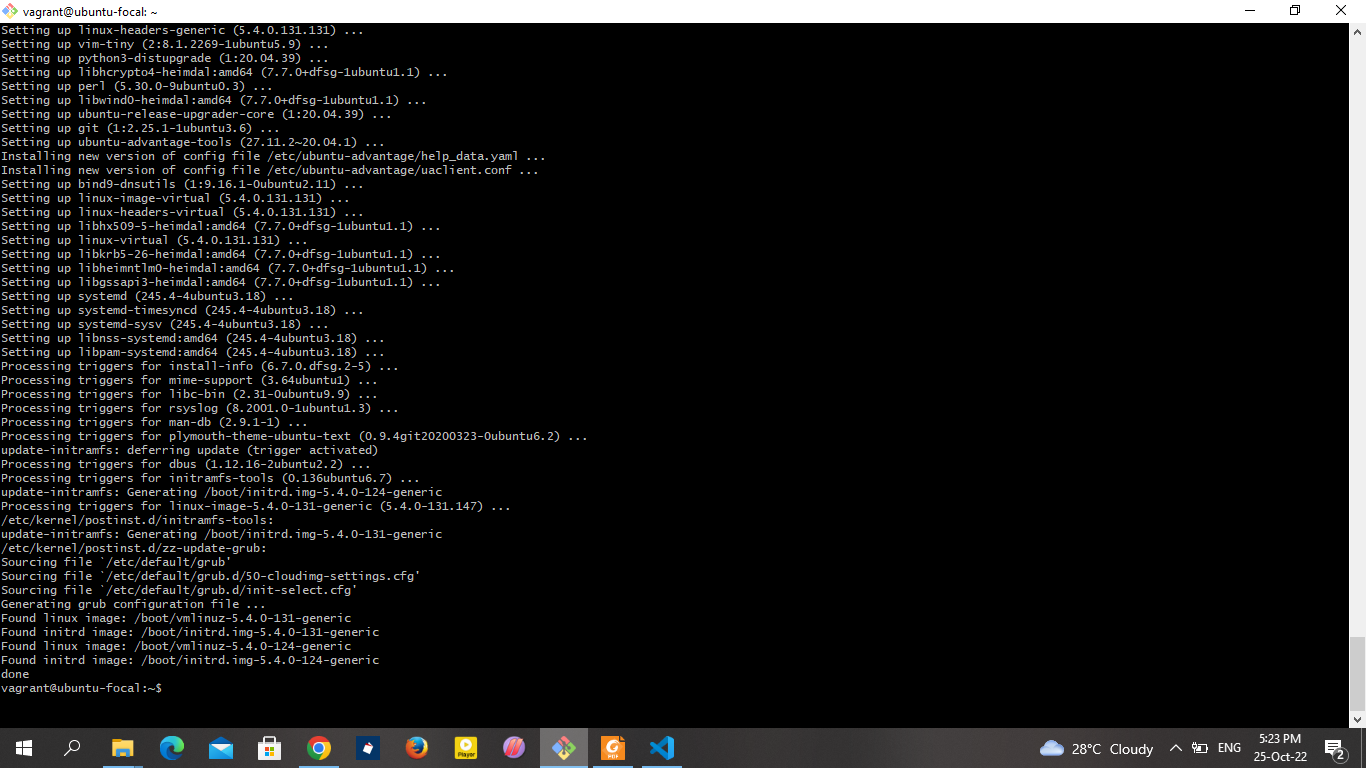 vagrant@ubuntu-focal: ~
Setting up linux-headers-generic (5.4.0.131.131) ...
Setting up vim-tiny (2:8.1.2269-1ubuntu5.9) ...
Setting up python3-distupgrade (1:20.04.39) ...
Setting up libhcrypto4-heimdal:amd64 (7.7.0+dfsg-1ubuntu1.1) ...
Setting up perl (5.30.0-9ubuntu0.3) ...
Setting up libwind0-heimdal:amd64 (7.7.0+dfsg-1ubuntu1.1) ...
Setting up ubuntu-release-upgrader-core (1:20.04.39) ...
Setting up git (1:2.25.1-1ubuntu3.6) ...
Setting up ubuntu-advantage-tools (27.11.2~20.04.1) ...
Installing new version of config file /etc/ubuntu-advantage/help_data.yaml ...
Installing new version of config file /etc/ubuntu-advantage/uaclient.conf ...
Setting up bind9-dnsutils (1:9.16.1-0ubuntu2.11) ...
Setting up linux-image-virtual (5.4.0.131.131) ...
Setting up linux-headers-virtual (5.4.0.131.131) ...
Setting up libhx509-5-heimdal:amd64 (7.7.0+dfsg-1ubuntu1.1) ...
Setting up linux-virtual (5.4.0.131.131) ...
Setting up libkrb5-26-heimdal:amd64 (7.7.0+dfsg-1ubuntu1.1) ...
Setting up libheimntlm0-heimdal:amd64 (7.7.0+dfsg-1ubuntu1.1) ...
Setting up libgssapi3-heimdal:amd64 (7.7.0+dfsg-1ubuntu1.1) ...
Setting up systemd (245.4-4ubuntu3.18) ...
Setting up systemd-timesyncd (245.4-4ubuntu3.18) ...
Setting up systemd-sysv (245.4-4ubuntu3.18) ...
Setting up libnss-systemd:amd64 (245.4-4ubuntu3.18) ...
Setting up libpam-systemd:amd64 (245.4-4ubuntu3.18) ...
Processing triggers for install-info (6.7.0.dfsg.2-5) ...
Processing triggers for mime-support (3.64ubuntu1) ...
Processing triggers for libc-bin (2.31-0ubuntu9.9) ...
Processing triggers for rsyslog (8.2001.0-1ubuntu1.3) ...
Processing triggers for man-db (2.9.1-1) ...
Processing triggers for plymouth-theme-ubuntu-text (0.9.4git20200323-0ubuntu6.2) ...
update-initramfs: deferring update (trigger activated)
Processing triggers for dbus (1.12.16-2ubuntu2.2) ...
Processing triggers for initramfs-tools (0.136ubuntu6.7) ...
update-initramfs: Generating /boot/initrd.img-5.4.0-124-generic
Processing triggers for linux-image-5.4.0-131-generic (5.4.0-131.147) ...
/etc/kernel/postinst.d/initramfs-tools:
update-initramfs: Generating /boot/initrd.img-5.4.0-131-generic
/etc/kernel/postinst.d/zz-update-grub:
Sourcing file `/etc/default/grub'
Sourcing file `/etc/default/grub.d/50-cloudimg-settings.cfg'
Sourcing file `/etc/default/grub.d/init-select.cfg'
Generating grub configuration file ...
Found linux image: /boot/vmlinuz-5.4.0-131-generic
Found initrd image: /boot/initrd.img-5.4.0-131-generic
Found linux image: /boot/vmlinuz-5.4.0-124-generic
Found initrd image: /boot/initrd.img-5.4.0-124-generic
done
vagrant@ubuntu-focal:~$
Player
PDF
28°C Cloudy
ENG
5:23 PM
25-Oct-22
2